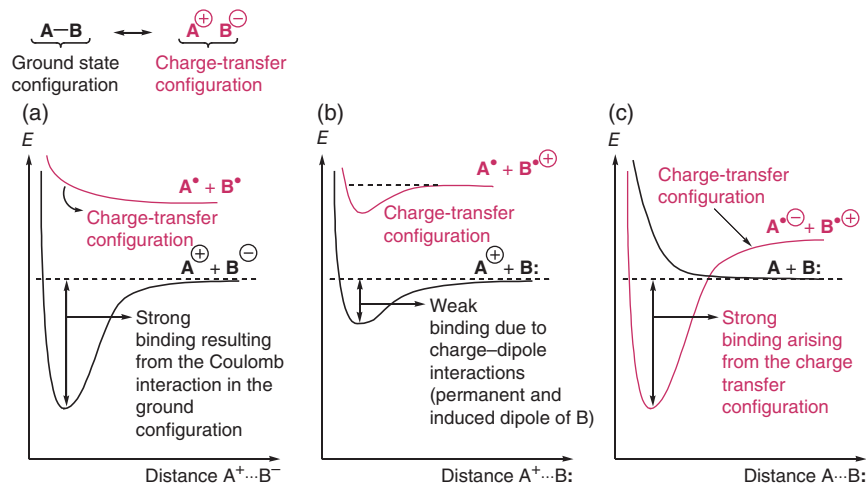 A–B ↔ A⊕ B⊖
Ground state
configuration
Charge-transfer
configuration
(a)
E
A• + B•
Charge-transfer
configuration
A⊕ + B⊖
Strong
binding resulting
from the Coulomb
interaction in the
ground
configuration
Distance A⁺···B⁻
(b)
E
A• + B•⊕
Charge-transfer
configuration
A⊕ + B:
Weak
binding due to
charge–dipole
interactions
(permanent and
induced dipole of B)
Distance A⁺···B:
(c)
E
Charge-transfer
configuration
A•⊖ + B•⊕
A + B:
Strong
binding arising
from the charge
transfer
configuration
Distance A···B: